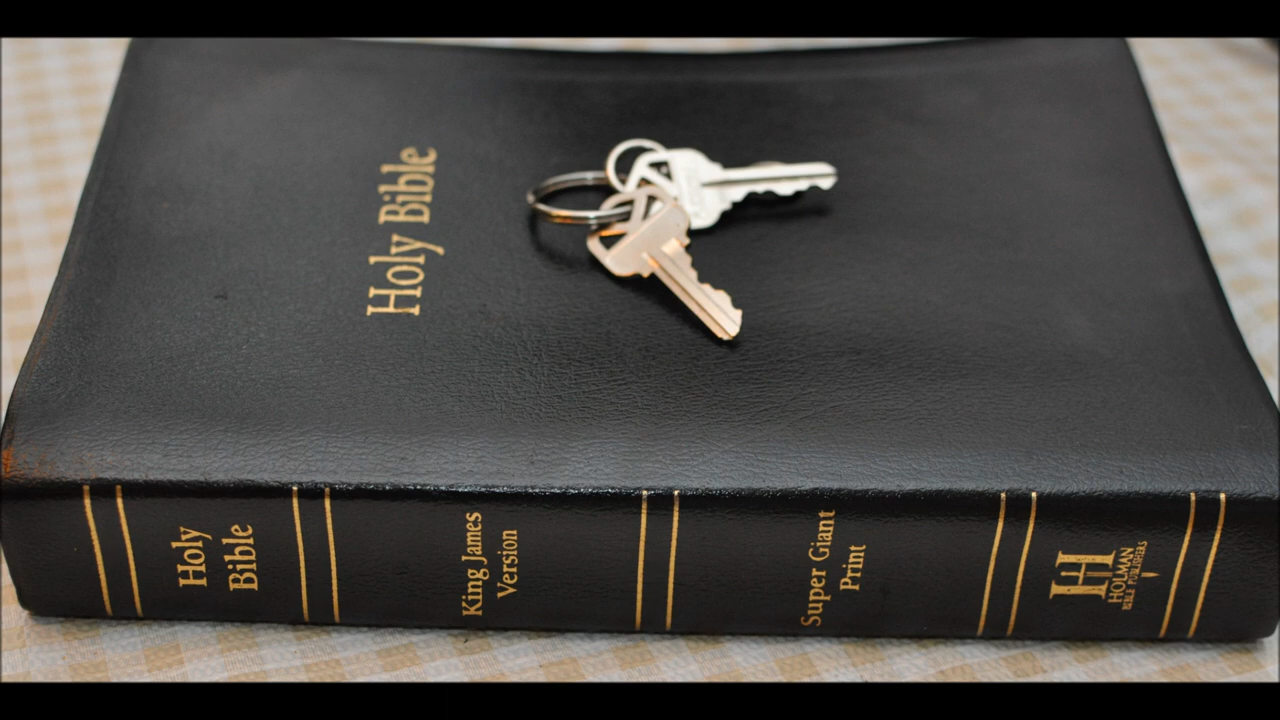 Holy Bible
Holy
Bible
King James
Version
Super Giant
Print
HOLMAN
BIBLE PUBLISHERS